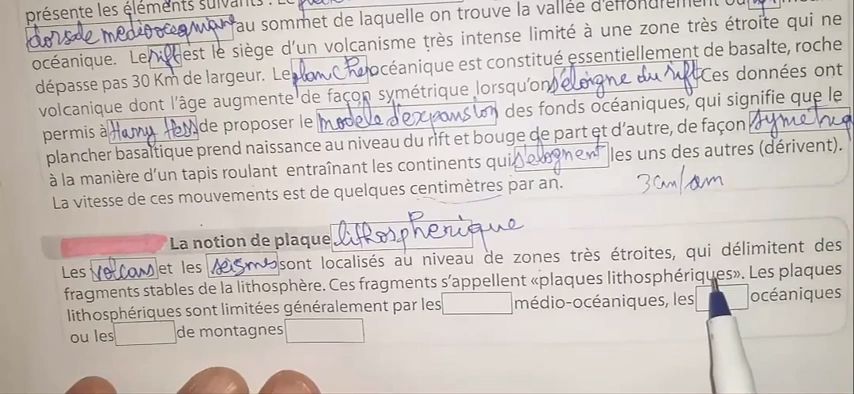 présente les éléments suivants : Le
dorsale medioocéanique au sommet de laquelle on trouve la vallée d'effondrement ou rift
océanique. Le rift est le siège d'un volcanisme très intense limité à une zone très étroite qui ne
dépasse pas 30 Km de largeur. Le plancher océanique est constitué essentiellement de basalte, roche
volcanique dont l'âge augmente de façon symétrique lorsqu'on s'éloigne du rift Ces données ont
permis à Harry Hess de proposer le modèle d'expansion des fonds océaniques, qui signifie que le
plancher basaltique prend naissance au niveau du rift et bouge de part et d'autre, de façon symétriq
à la manière d'un tapis roulant entraînant les continents qui s'eloignent les uns des autres (dérivent).
La vitesse de ces mouvements est de quelques centimètres par an. 3cm/am
La notion de plaque lithospherique
Les volcans et les seismes sont localisés au niveau de zones très étroites, qui délimitent des
fragments stables de la lithosphère. Ces fragments s'appellent «plaques lithosphériques». Les plaques
lithosphériques sont limitées généralement par les médio-océaniques, les océaniques
ou les de montagnes